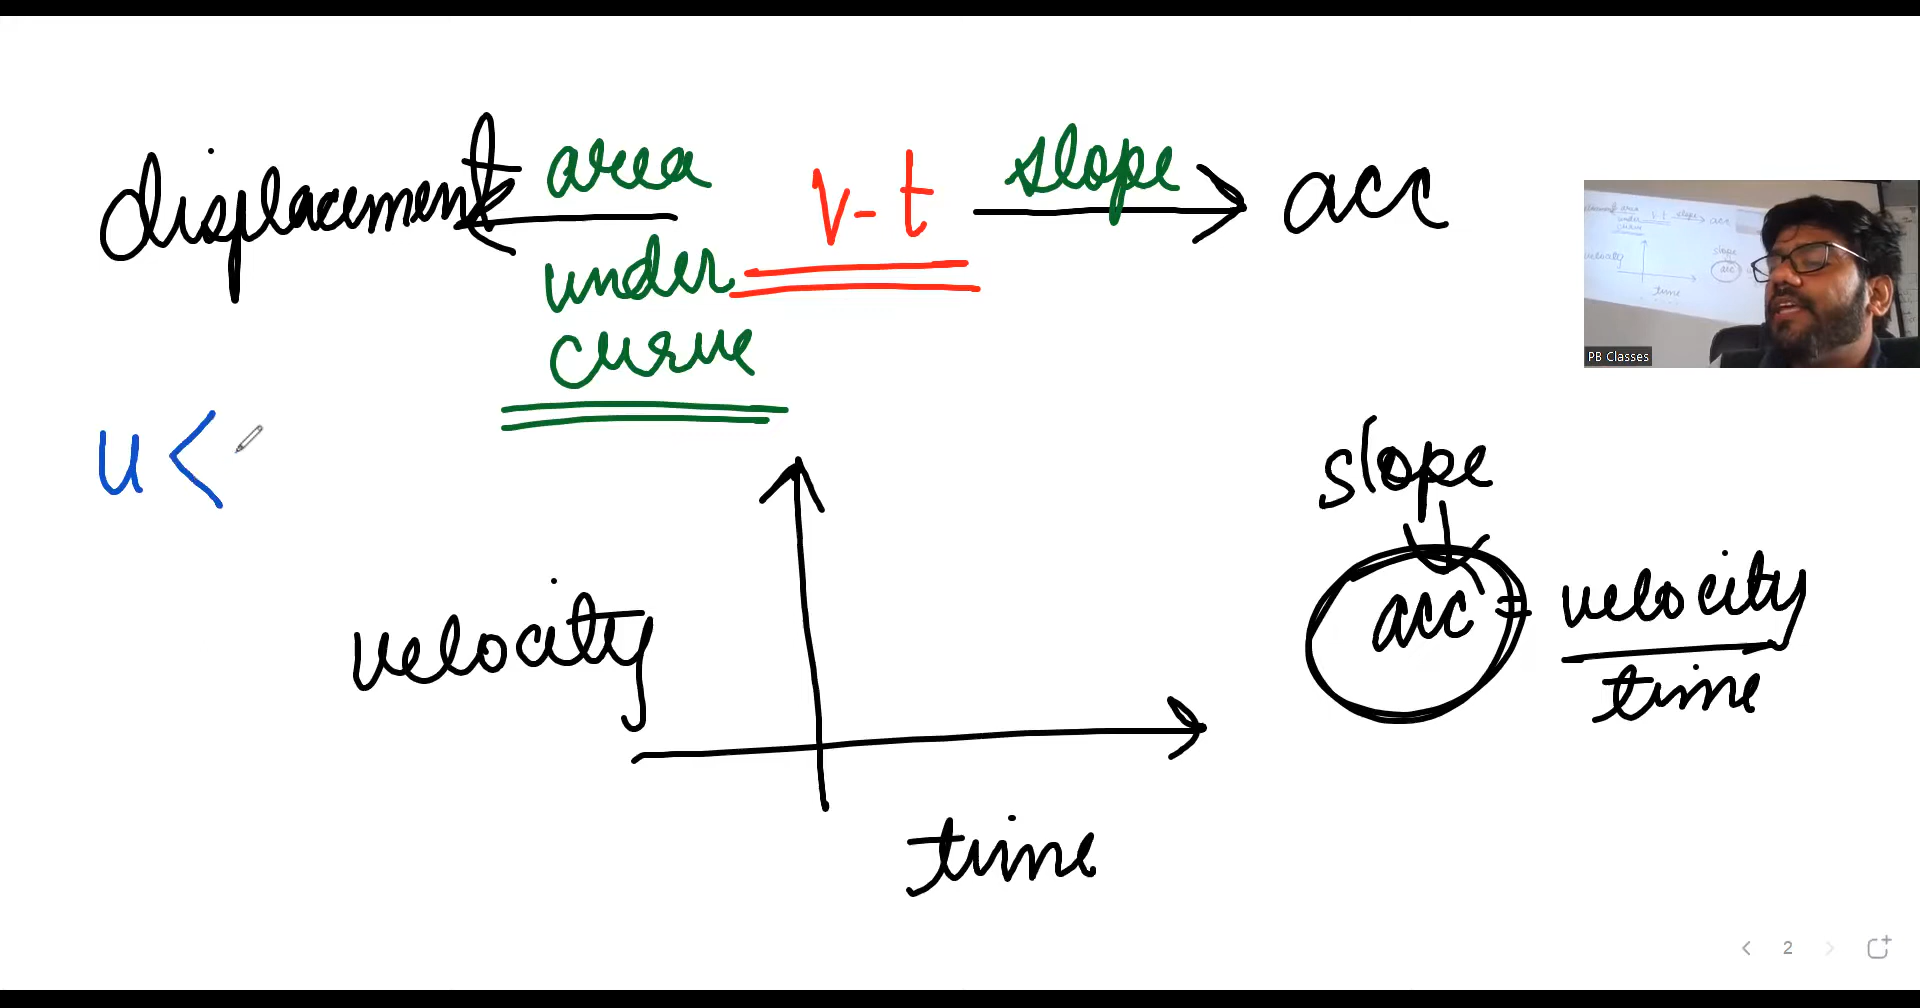 displacement area v-t slope acc
under
curve
u <
slope
acc = velocity
time
velocity
time
PB Classes
2